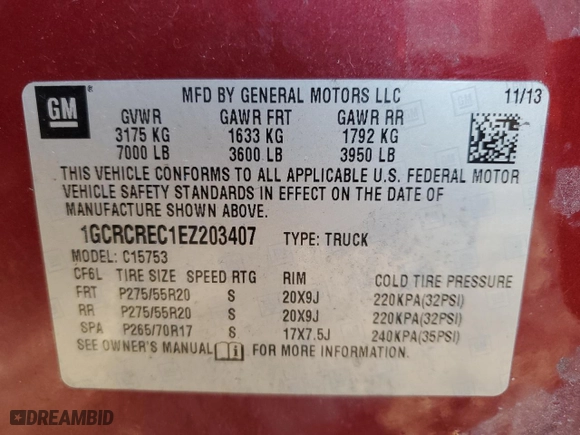 GM
MFD BY GENERAL MOTORS LLC 11/13
GVWR GAWR FRT GAWR RR
3175 KG 1633 KG 1792 KG
7000 LB 3600 LB 3950 LB
THIS VEHICLE CONFORMS TO ALL APPLICABLE U.S. FEDERAL MOTOR
VEHICLE SAFETY STANDARDS IN EFFECT ON THE DATE OF
MANUFACTURE SHOWN ABOVE.
1GCRCREC1EZ203407 TYPE: TRUCK
MODEL: C15753
CF6L TIRE SIZE SPEED RTG RIM COLD TIRE PRESSURE
FRT P275/55R20 S 20X9J 220KPA(32PSI)
RR P275/55R20 S 20X9J 220KPA(32PSI)
SPA P265/70R17 S 17X7.5J 240KPA(35PSI)
SEE OWNER'S MANUAL FOR MORE INFORMATION.
DREAMBID